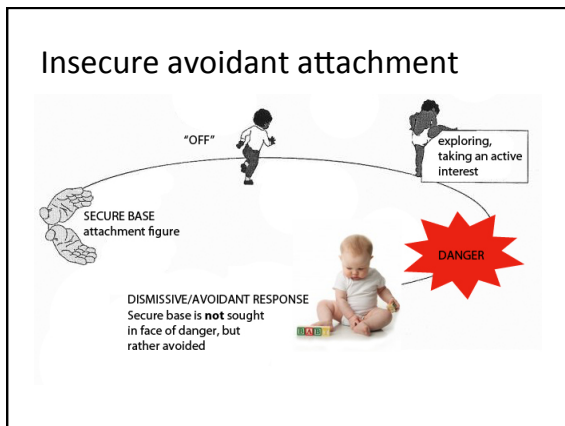 Insecure avoidant attachment
"OFF"
exploring,
taking an active
interest
SECURE BASE
attachment figure
DANGER
DISMISSIVE/AVOIDANT RESPONSE
Secure base is not sought
in face of danger, but
rather avoided